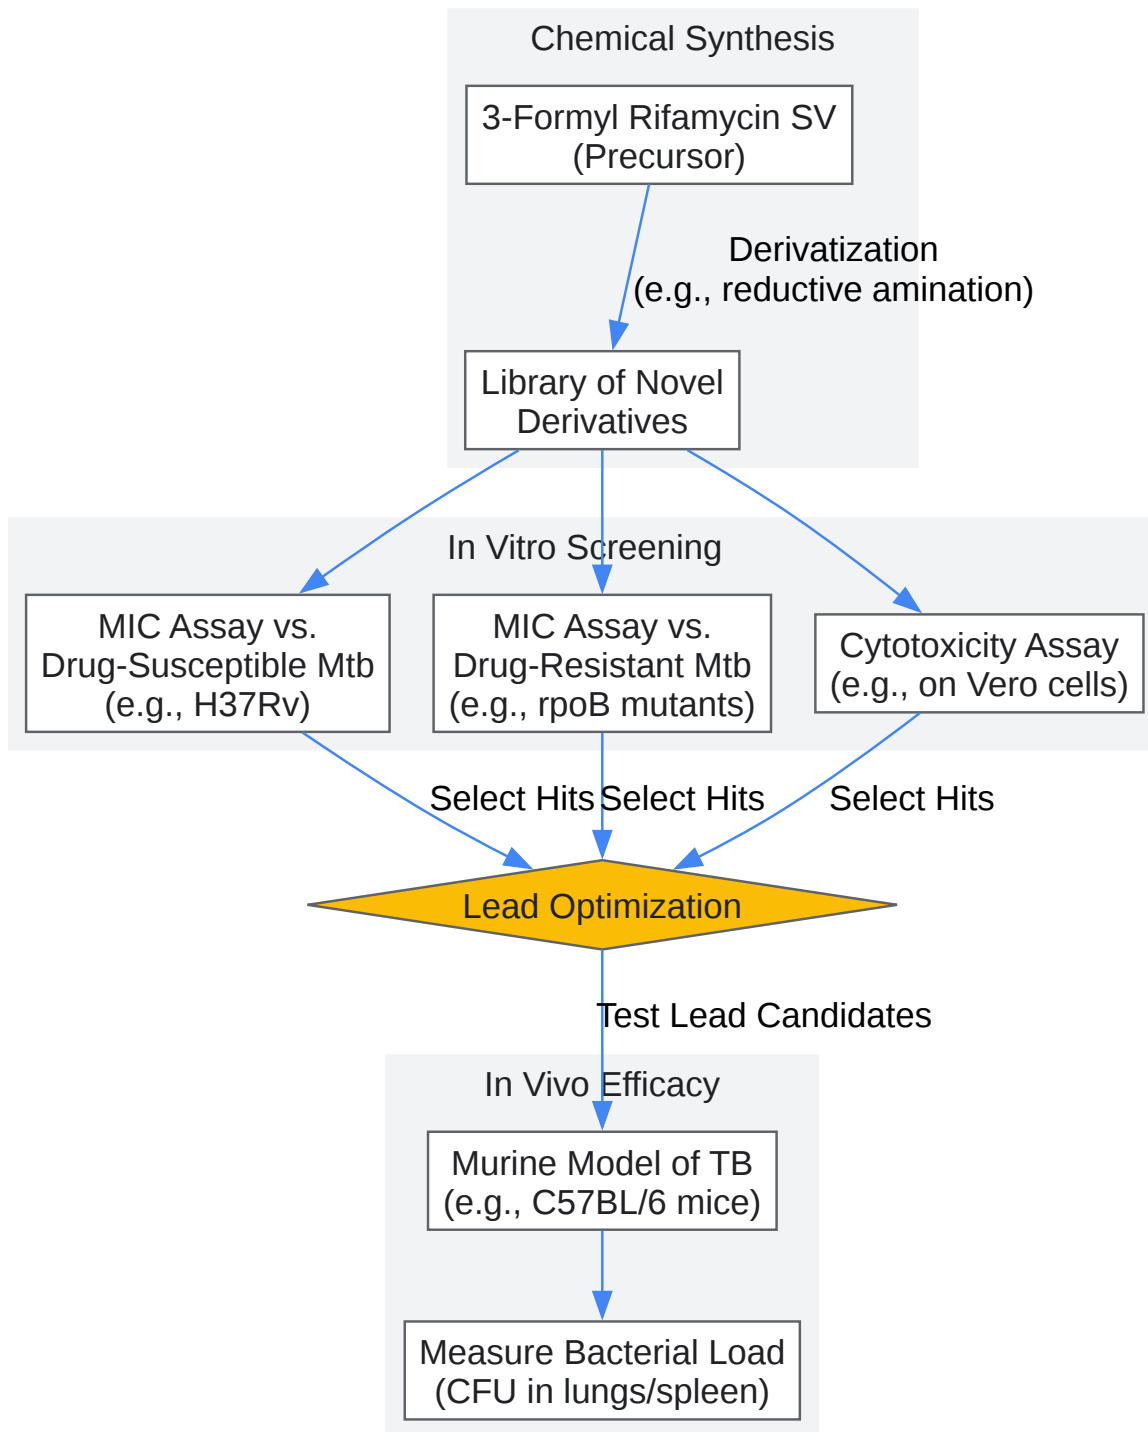 Chemical Synthesis
3-Formyl Rifamycin SV
(Precursor)
Derivatization
(e.g., reductive amination)
Library of Novel
Derivatives
In Vitro Screening
MIC Assay vs.
Drug-Susceptible Mtb
(e.g., H37Rv)
MIC Assay vs.
Drug-Resistant Mtb
(e.g., rpoB mutants)
Cytotoxicity Assay
(e.g., on Vero cells)
Select Hits
Select Hits
Select Hits
Lead Optimization
Test Lead Candidates
In Vivo Efficacy
Murine Model of TB
(e.g., C57BL/6 mice)
Measure Bacterial Load
(CFU in lungs/spleen)